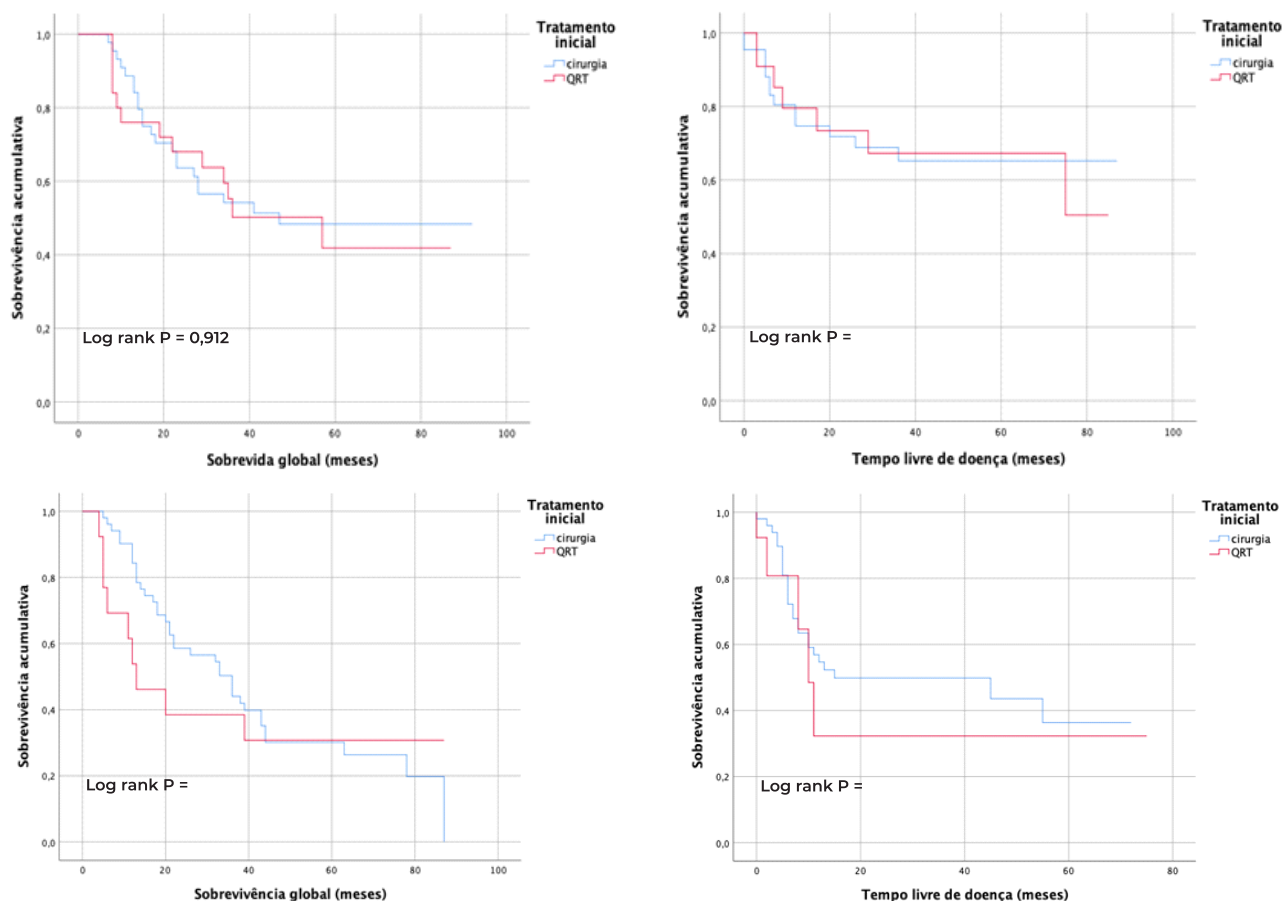 Tratamento
inicial
cirurgia
QRT
Sobrevivência acumulativa
1,0
0,8
0,6
0,4
0,2
0,0
Log rank P = 0,912
0 20 40 60 80 100
Sobrevida global (meses)
Tratamento
inicial
cirurgia
QRT
Sobrevivência acumulativa
1,0
0,8
0,6
0,4
0,2
0,0
Log rank P =
0 20 40 60 80 100
Tempo livre de doença (meses)
Tratamento
inicial
cirurgia
QRT
Sobrevivência acumulativa
1,0
0,8
0,6
0,4
0,2
0,0
Log rank P =
0 20 40 60 80 100
Sobrevivência global (meses)
Tratamento
inicial
cirurgia
QRT
Sobrevivência acumulativa
1,0
0,8
0,6
0,4
0,2
0,0
Log rank P =
0 20 40 60 80
Tempo livre de doença (meses)